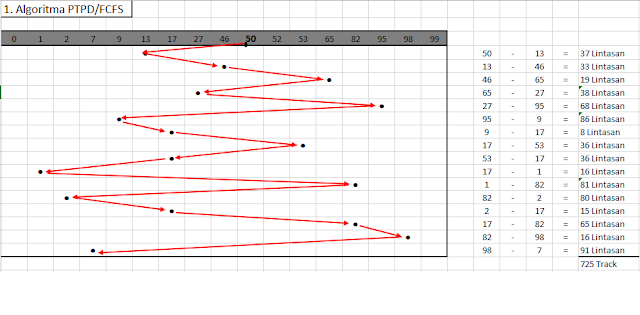 1. Algoritma PTPD/FCFS
0 1 2 7 9 13 17 27 46 50 52 53 65 82 95 98 99
50 - 13 = 37 Lintasan
13 - 46 = 33 Lintasan
46 - 65 = 19 Lintasan
65 - 27 = 38 Lintasan
27 - 95 = 68 Lintasan
95 - 9 = 86 Lintasan
9 - 17 = 8 Lintasan
17 - 53 = 36 Lintasan
53 - 17 = 36 Lintasan
17 - 1 = 16 Lintasan
1 - 82 = 81 Lintasan
82 - 2 = 80 Lintasan
2 - 17 = 15 Lintasan
17 - 82 = 65 Lintasan
82 - 98 = 16 Lintasan
98 - 7 = 91 Lintasan
725 Track